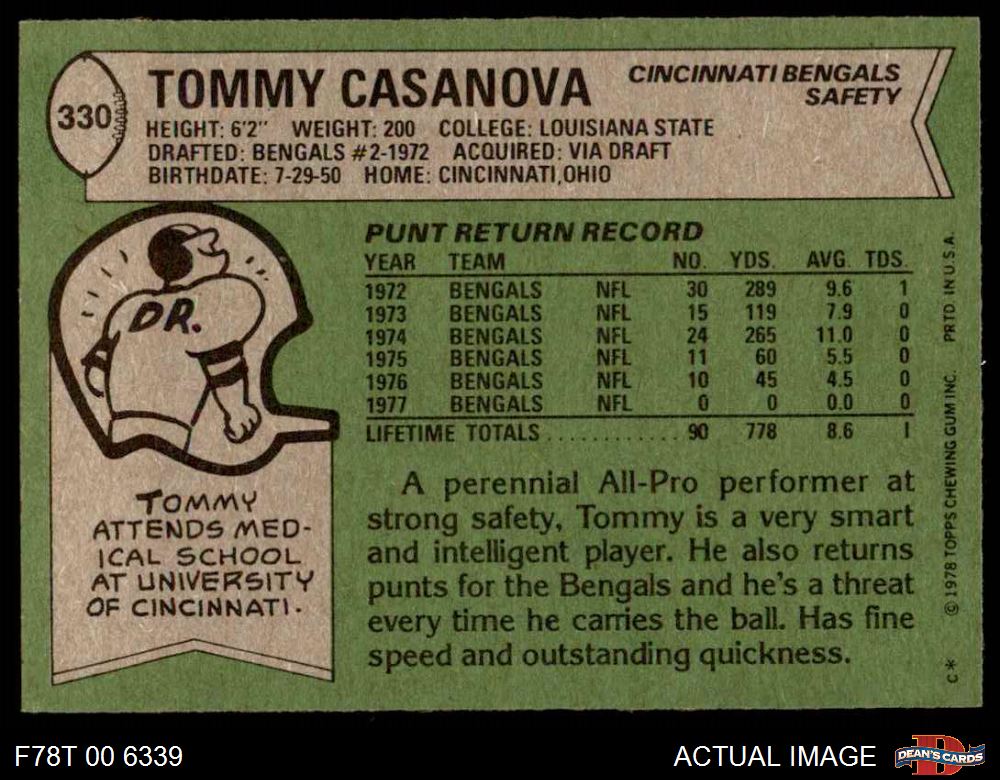 330
TOMMY CASANOVA
CINCINNATI BENGALS
SAFETY
HEIGHT: 6'2" WEIGHT: 200 COLLEGE: LOUISIANA STATE
DRAFTED: BENGALS #2-1972 ACQUIRED: VIA DRAFT
BIRTHDATE: 7-29-50 HOME: CINCINNATI, OHIO
DR.
TOMMY
ATTENDS MED-
ICAL SCHOOL
AT UNIVERSITY
OF CINCINNATI.
PUNT RETURN RECORD
YEAR TEAM NO. YDS. AVG. TDS.
1972 BENGALS NFL 30 289 9.6 1
1973 BENGALS NFL 15 119 7.9 0
1974 BENGALS NFL 24 265 11.0 0
1975 BENGALS NFL 11 60 5.5 0
1976 BENGALS NFL 10 45 4.5 0
1977 BENGALS NFL 0 0 0.0 0
LIFETIME TOTALS............ 90 778 8.6 1
A perennial All-Pro performer at
strong safety, Tommy is a very smart
and intelligent player. He also returns
punts for the Bengals and he's a threat
every time he carries the ball. Has fine
speed and outstanding quickness.
C* © 1978 TOPPS CHEWING GUM INC. PRTD. IN U.S.A.
F78T 00 6339
ACTUAL IMAGE
D
DEAN'S CARDS